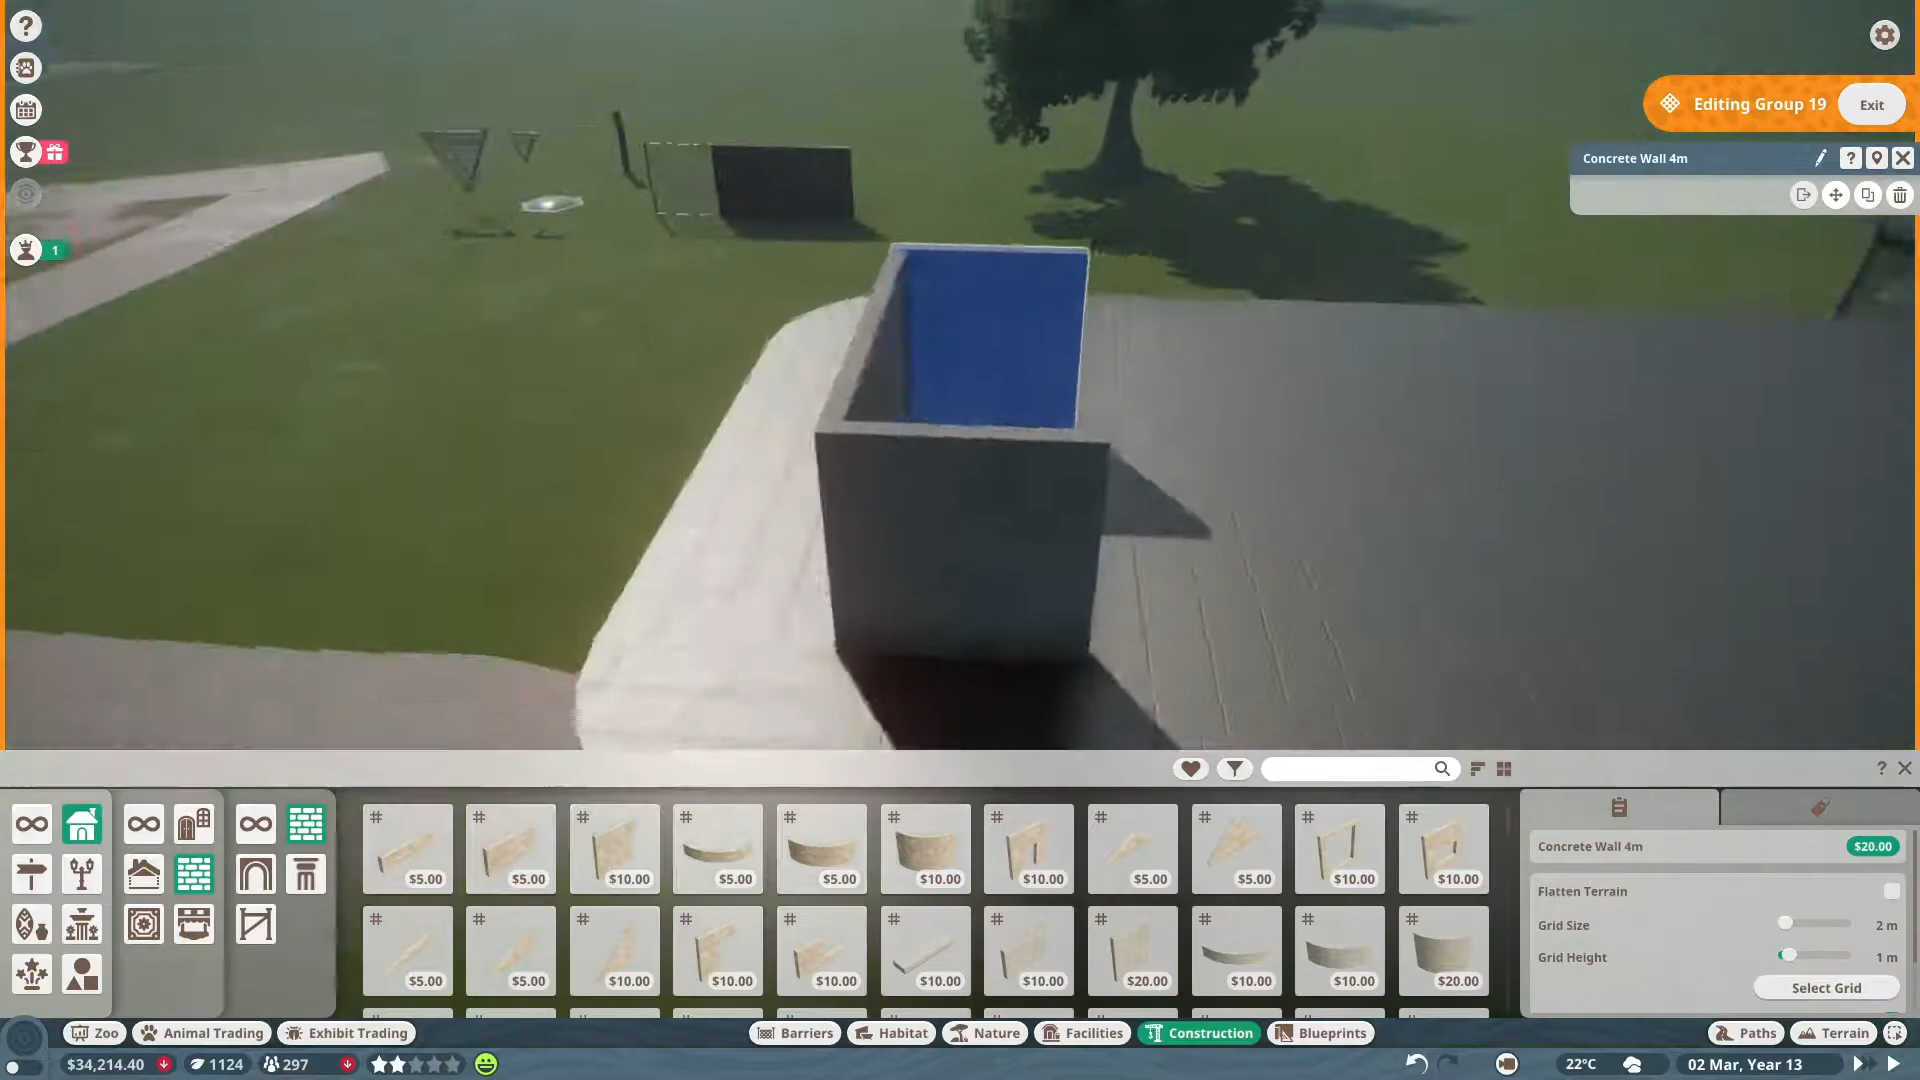 ?
Editing Group 19 Exit
Concrete Wall 4m ?
1
?
$5.00 $5.00 $10.00 $5.00 $5.00 $10.00 $10.00 $5.00 $5.00 $10.00 $10.00
$5.00 $5.00 $10.00 $10.00 $10.00 $10.00 $10.00 $20.00 $10.00 $10.00 $20.00
Concrete Wall 4m $20.00
Flatten Terrain
Grid Size 2 m
Grid Height 1 m
Select Grid
Zoo Animal Trading Exhibit Trading Barriers Habitat Nature Facilities Construction Blueprints Paths Terrain
$34,214.40 1124 297 22°C 02 Mar, Year 13